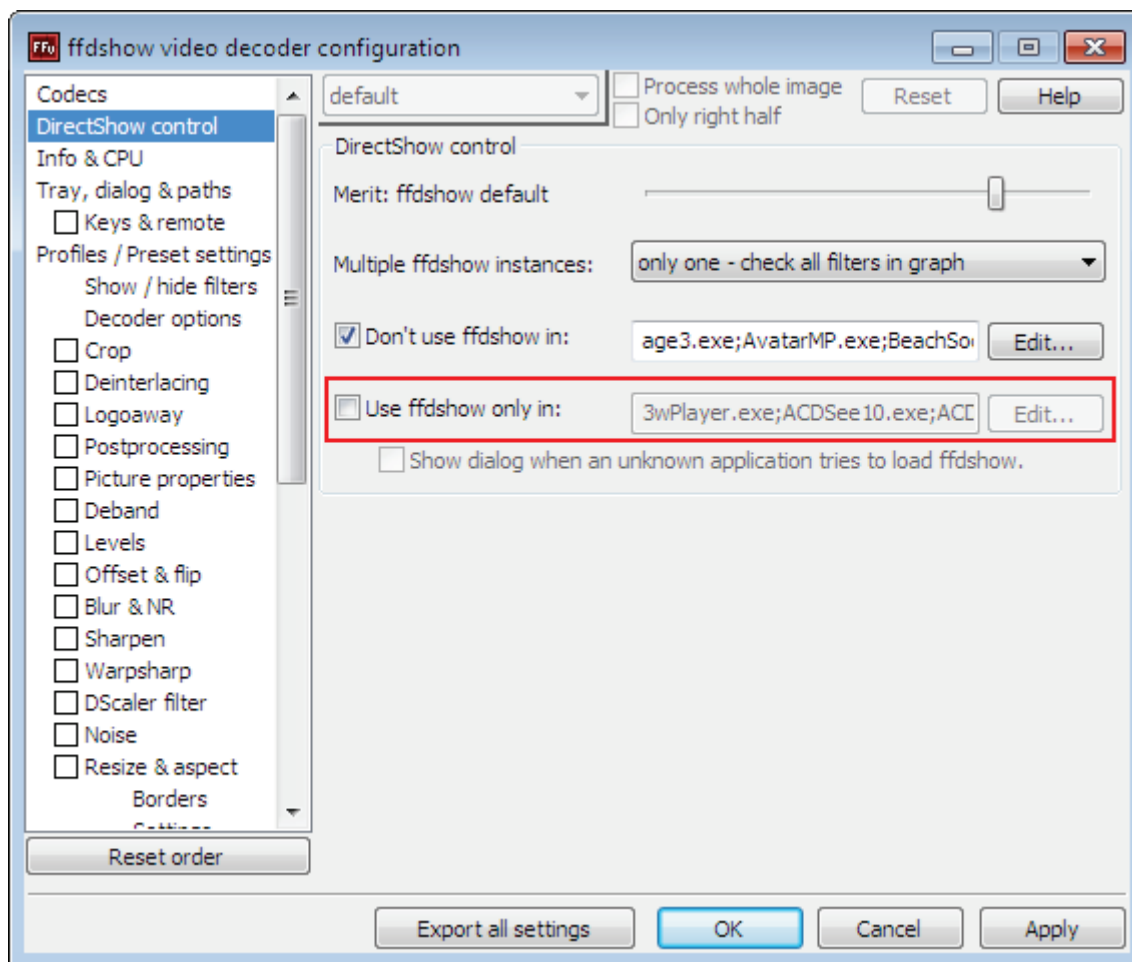 FFv ffdshow video decoder configuration
Codecs
DirectShow control
Info & CPU
Tray, dialog & paths
Keys & remote
Profiles / Preset settings
Show / hide filters
Decoder options
Crop
Deinterlacing
Logoaway
Postprocessing
Picture properties
Deband
Levels
Offset & flip
Blur & NR
Sharpen
Warpsharp
DScaler filter
Noise
Resize & aspect
Borders
Settings
Reset order
default
Process whole image
Only right half
Reset
Help
DirectShow control
Merit: ffdshow default
Multiple ffdshow instances:
only one - check all filters in graph
Don't use ffdshow in:
age3.exe;AvatarMP.exe;BeachSoc
Edit...
Use ffdshow only in:
3wPlayer.exe;ACDSee10.exe;ACD
Edit...
Show dialog when an unknown application tries to load ffdshow.
Export all settings
OK
Cancel
Apply